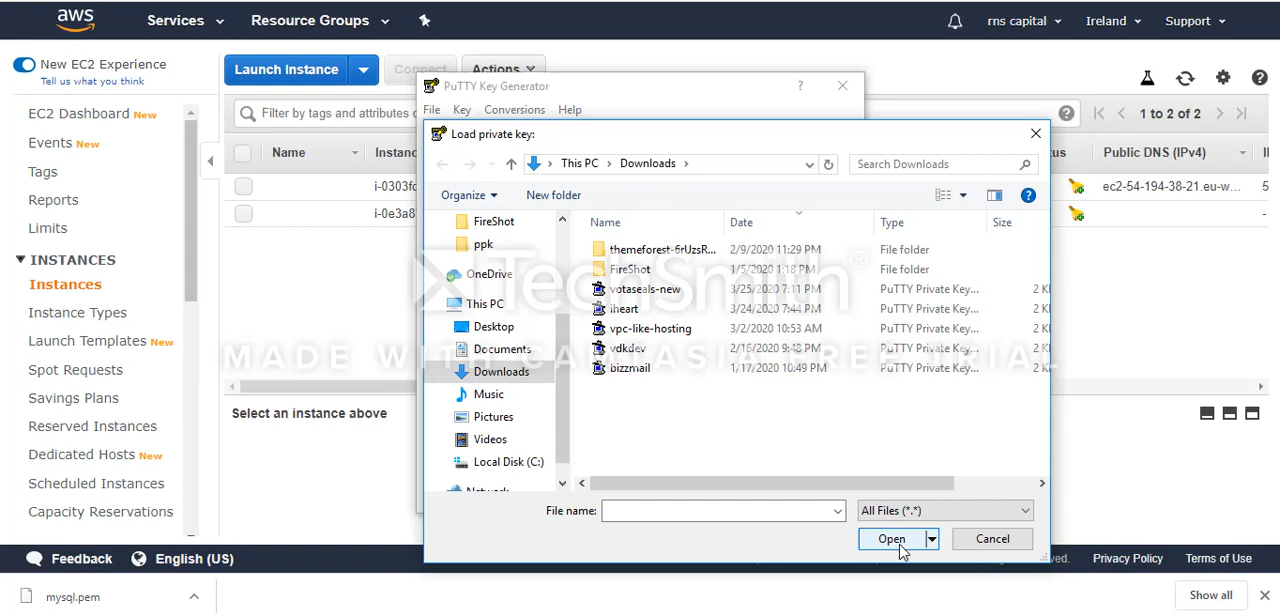 aws Services Resource Groups rns capital Ireland Support
New EC2 Experience
Tell us what you think
EC2 Dashboard New
Events New
Tags
Reports
Limits
INSTANCES
Instances
Instance Types
Launch Templates New
Spot Requests
Savings Plans
Reserved Instances
Dedicated Hosts New
Scheduled Instances
Capacity Reservations
Launch Instance Connect Actions
Filter by tags and attributes
1 to 2 of 2
Name Public DNS (IPv4)
i-0303fc ec2-54-194-38-21.eu-w...
i-0e3a8 -
Select an instance above
PuTTY Key Generator ?
File Key Conversions Help
Load private key:
This PC > Downloads > Search Downloads
Organize New folder
FireShot
ppk
OneDrive
This PC
Desktop
Documents
Downloads
Music
Pictures
Videos
Local Disk (C:)
Network
Name Date Type Size
themeforest-6rUzsR... 2/9/2020 11:29 PM File folder
FireShot 1/5/2020 1:18 PM File folder
votaseals-new 3/25/2020 7:11 PM PuTTY Private Key... 2 K
iheart 3/24/2020 7:44 PM PuTTY Private Key... 2 K
vpc-like-hosting 3/2/2020 10:53 AM PuTTY Private Key... 2 K
vdkdev 2/16/2020 9:48 PM PuTTY Private Key... 2 K
bizzmail 1/17/2020 10:49 PM PuTTY Private Key... 2 K
File name: All Files (*.*)
Open Cancel
TechSmith®
MADE WITH CAMTASIA FREE TRIAL
Feedback English (US) Privacy Policy Terms of Use
mysql.pem Show all